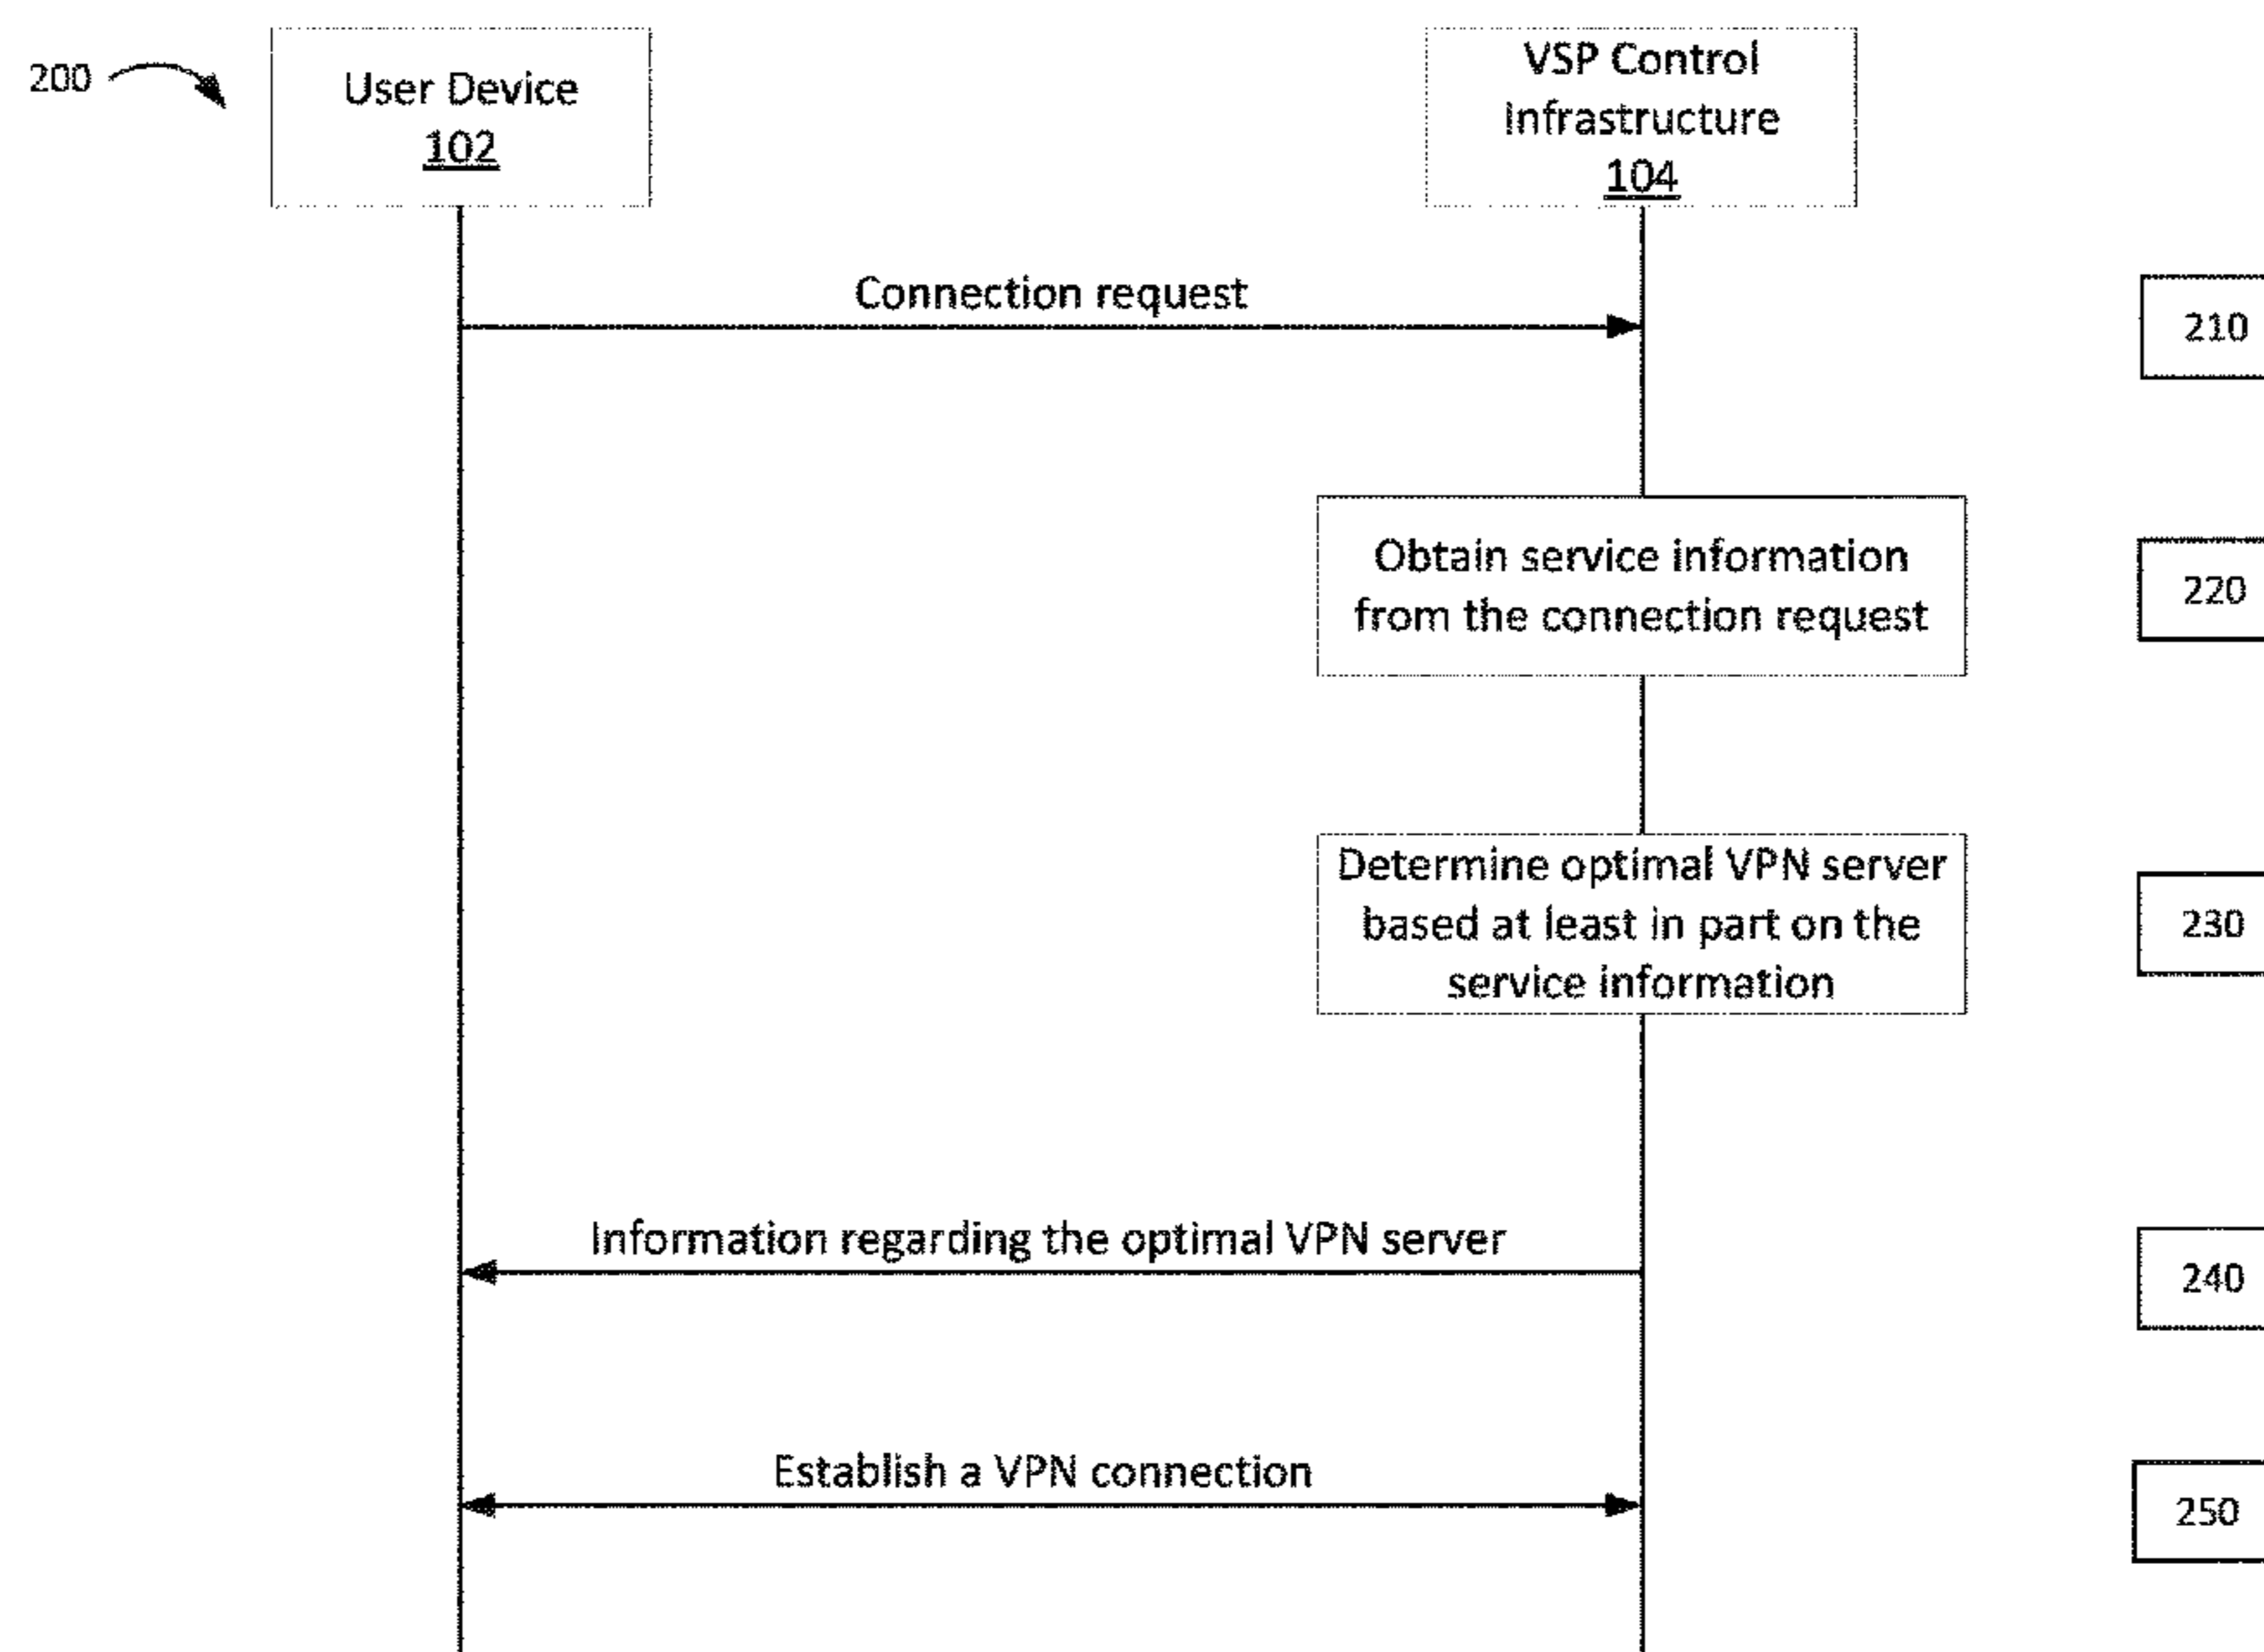 200
User Device
102
VSP Control
Infrastructure
104
Connection request
210
Obtain service information
from the connection request
220
Determine optimal VPN server
based at least in part on the
service information
230
Information regarding the optimal VPN server
240
Establish a VPN connection
250